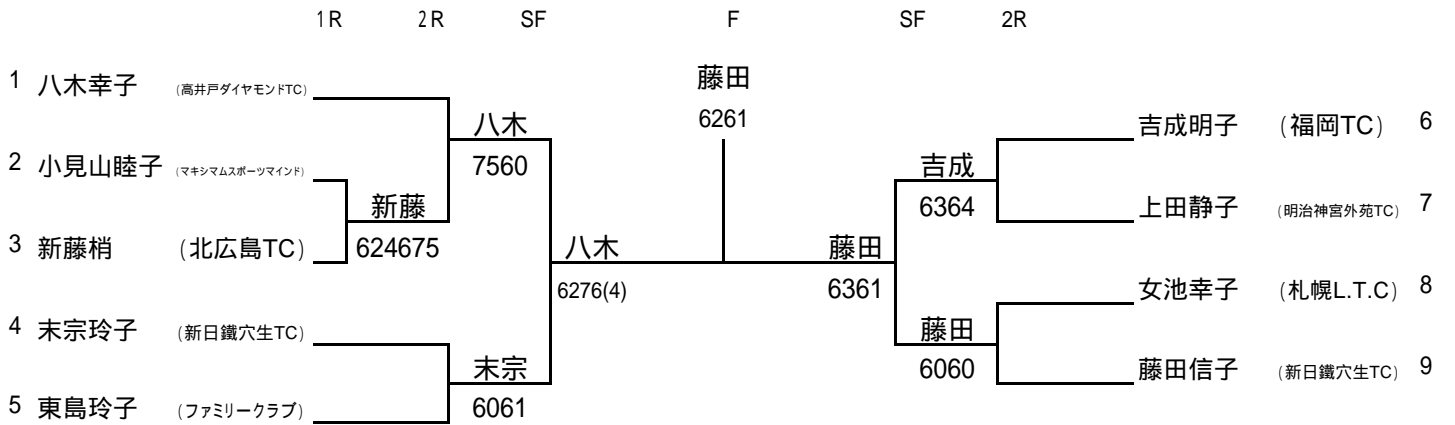 1R 2R SF F SF 2R
藤田
6261
1 八木幸子 (高井戸ダイヤモンドTC)
八木
7560
2 小見山睦子 (マキシマムスポーツマインド)
新藤
624675
3 新藤梢 (北広島TC)
八木
6276(4)
4 末宗玲子 (新日鐵穴生TC)
末宗
6061
5 東島玲子 (ファミリークラブ)
吉成明子 (福岡TC) 6
吉成
6364
上田静子 (明治神宮外苑TC) 7
藤田
6361
女池幸子 (札幌L.T.C) 8
藤田
6060
藤田信子 (新日鐵穴生TC) 9